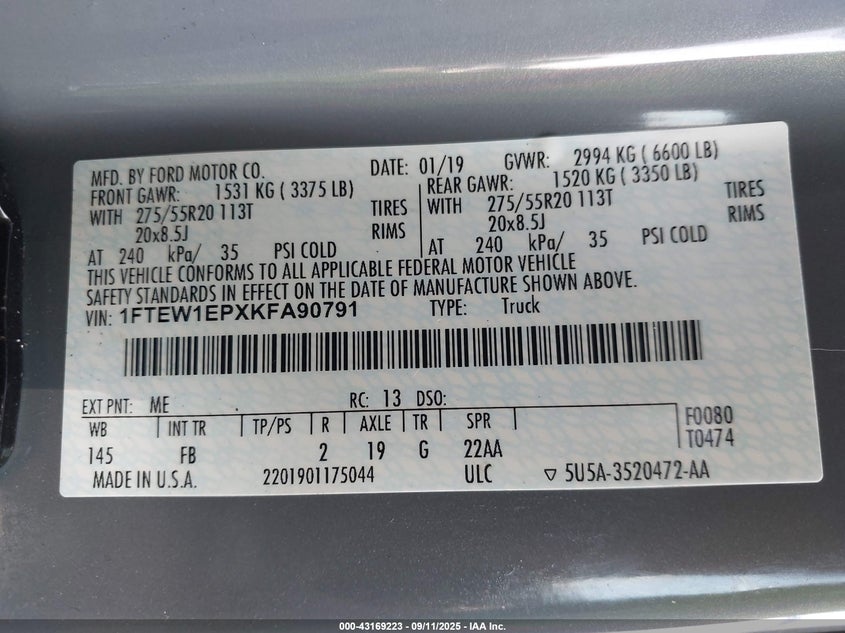 MFD. BY FORD MOTOR CO. DATE: 01/19 GVWR: 2994 KG ( 6600 LB)
FRONT GAWR: 1531 KG ( 3375 LB) REAR GAWR: 1520 KG ( 3350 LB)
WITH 275/55R20 113T TIRES WITH 275/55R20 113T TIRES
20x8.5J RIMS 20x8.5J RIMS
AT 240 kPa/ 35 PSI COLD AT 240 kPa/ 35 PSI COLD
THIS VEHICLE CONFORMS TO ALL APPLICABLE FEDERAL MOTOR VEHICLE
SAFETY STANDARDS IN EFFECT ON THE DATE OF MANUFACTURE SHOWN ABOVE.
VIN: 1FTEW1EPXKFA90791 TYPE: Truck
EXT PNT: ME RC: 13 DSO:
WB INT TR TP/PS R AXLE TR SPR F0080
145 FB 2 19 G 22AA T0474
MADE IN U.S.A. 2201901175044 ULC ▽ 5U5A-3520472-AA
000-43169223 - 09/11/2025 - IAA Inc.